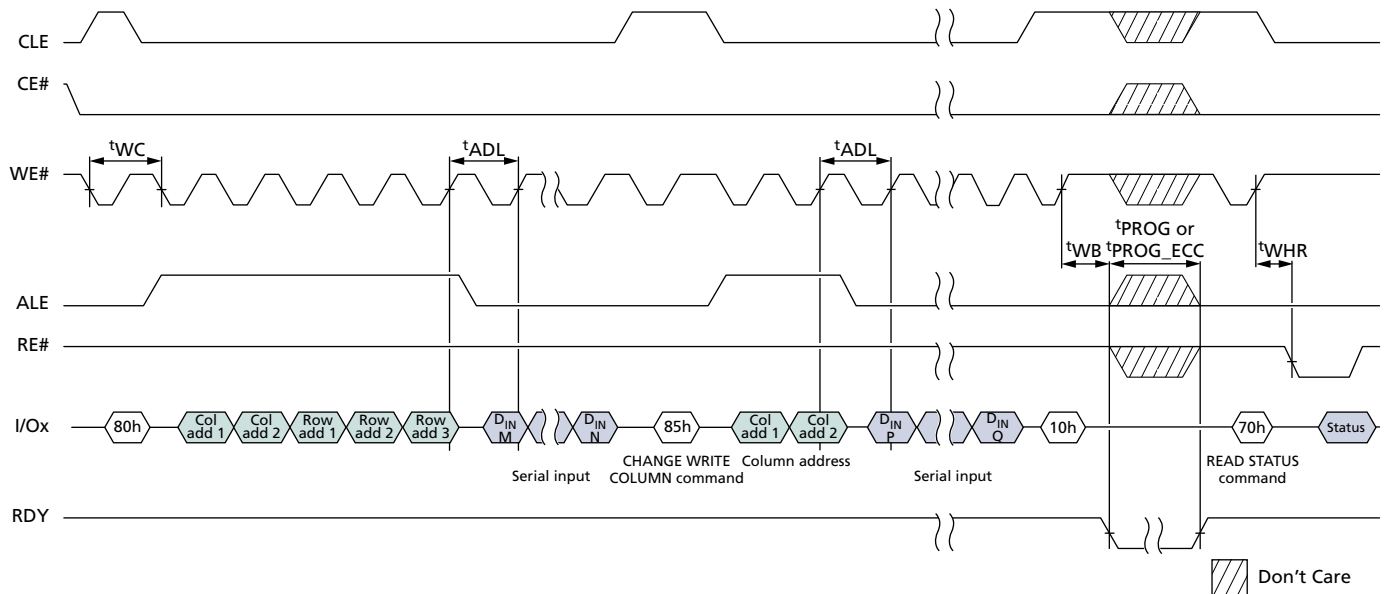 CLE
CE#
tWC
tADL
tADL
WE#
tPROG or
tWB tPROG_ECC
tWHR
ALE
RE#
I/Ox
80h
Col add 1
Col add 2
Row add 1
Row add 2
Row add 3
DIN M
DIN N
85h
Col add 1
Col add 2
DIN P
DIN Q
10h
70h
Status
Serial input
CHANGE WRITE
COLUMN command
Column address
Serial input
READ STATUS
command
RDY
Don't Care